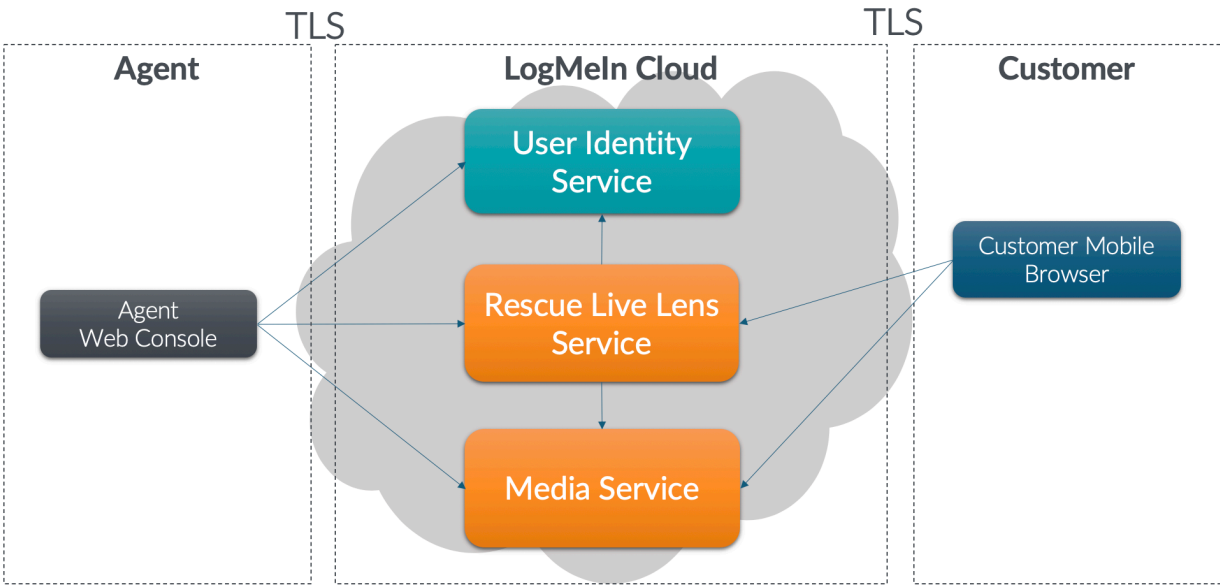 TLS
TLS
Agent
LogMeIn Cloud
Customer
User Identity
Service
Customer Mobile
Browser
Agent
Web Console
Rescue Live Lens
Service
Media Service